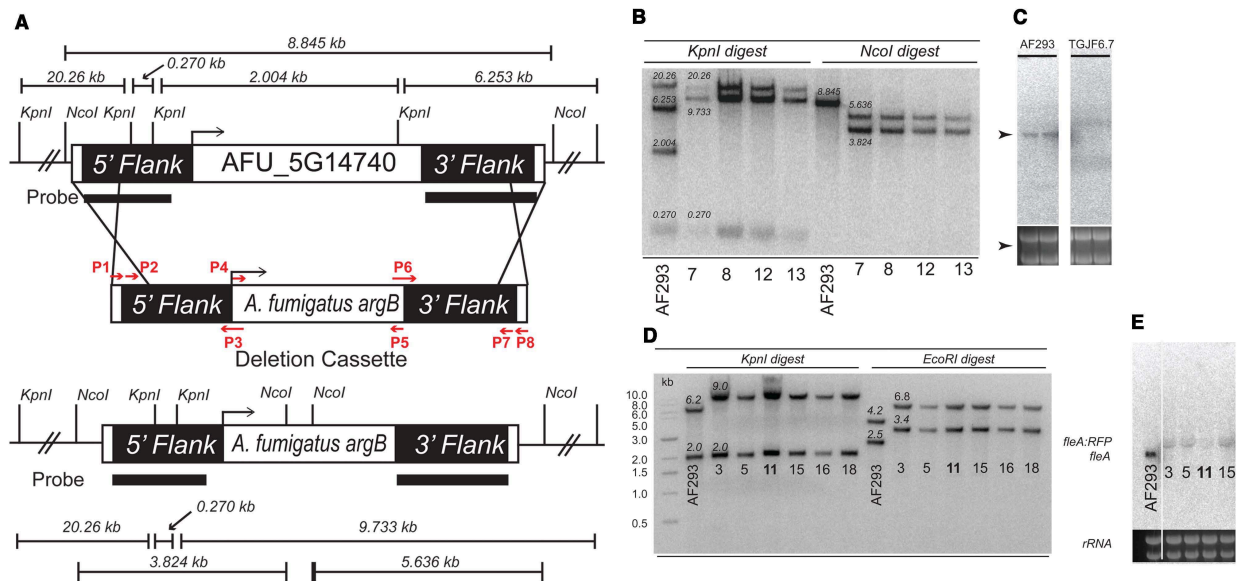 A
8.845 kb
20.26 kb
0.270 kb
2.004 kb
6.253 kb
KpnI
NcoI
KpnI
KpnI
KpnI
NcoI
5’ Flank
AFU_5G14740
3’ Flank
Probe
P1
P2
P4
P6
5’ Flank
A. fumigatus argB
3’ Flank
P3
P5
P7
P8
Deletion Cassette
KpnI
NcoI
KpnI
KpnI
NcoI
NcoI
NcoI
5’ Flank
A. fumigatus argB
3’ Flank
Probe
20.26 kb
0.270 kb
9.733 kb
3.824 kb
5.636 kb
B
KpnI digest
NcoI digest
20.26
6.253
2.004
0.270
20.26
9.733
0.270
8.845
5.636
3.824
AF293
7
8
12
13
AF293
7
8
12
13
C
AF293
TGJF6.7
D
KpnI digest
EcoRI digest
kb
10.0
8.0
6.0
5.0
3.0
2.0
1.5
1.0
0.5
6.2
2.0
9.0
2.0
4.2
2.5
6.8
3.4
AF293
3
5
11
15
16
18
AF293
3
5
11
15
16
18
E
fleA:RFP
fleA
AF293
3
5
11
15
rRNA